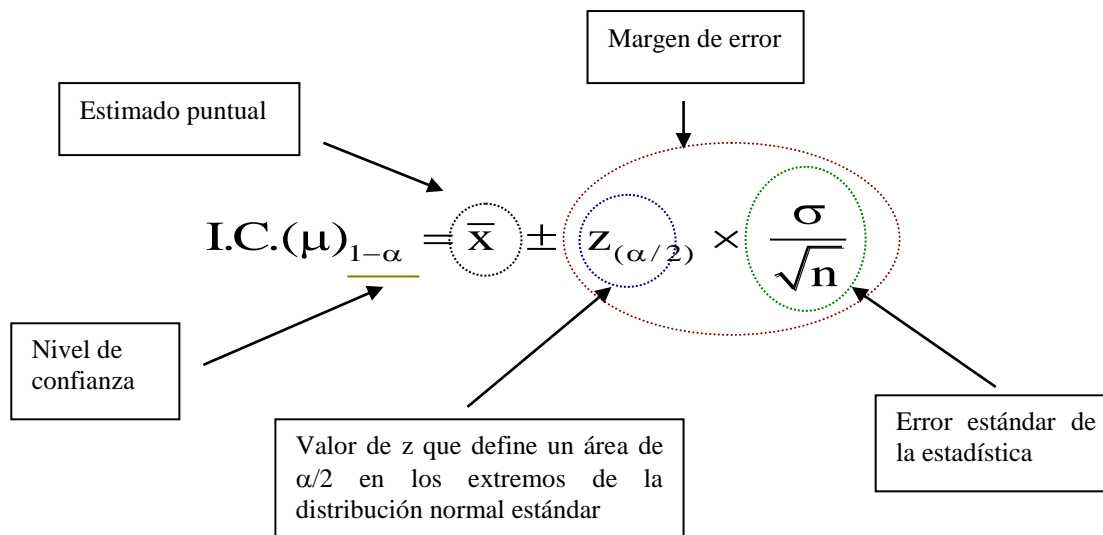 Margen de error
Estimado puntual
I.C.(μ)₁₋α = x̄ ± z(α/2) × σ/√n
Nivel de
confianza
Valor de z que define un área de
α/2 en los extremos de la
distribución normal estándar
Error estándar de
la estadística